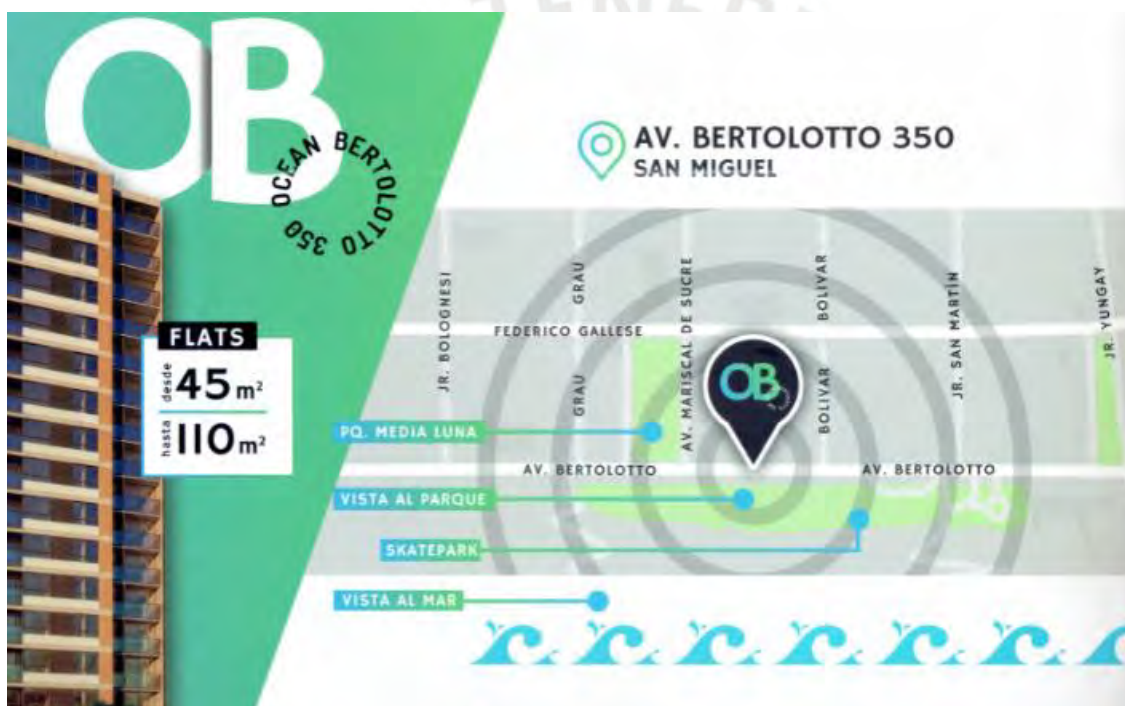 OB
OCEAN BERTOLOTTO 350
FLATS
desde 45 m²
hasta 110 m²
AV. BERTOLOTTO 350
SAN MIGUEL
JR. BOLOGNESI
GRAU
GRAU
FEDERICO GALLESE
AV. MARISCAL DE SUCRE
BOLIVAR
BOLIVAR
JR. SAN MARTÍN
JR. YUNGAY
OB
PQ. MEDIA LUNA
AV. BERTOLOTTO
AV. BERTOLOTTO
VISTA AL PARQUE
SKATEPARK
VISTA AL MAR